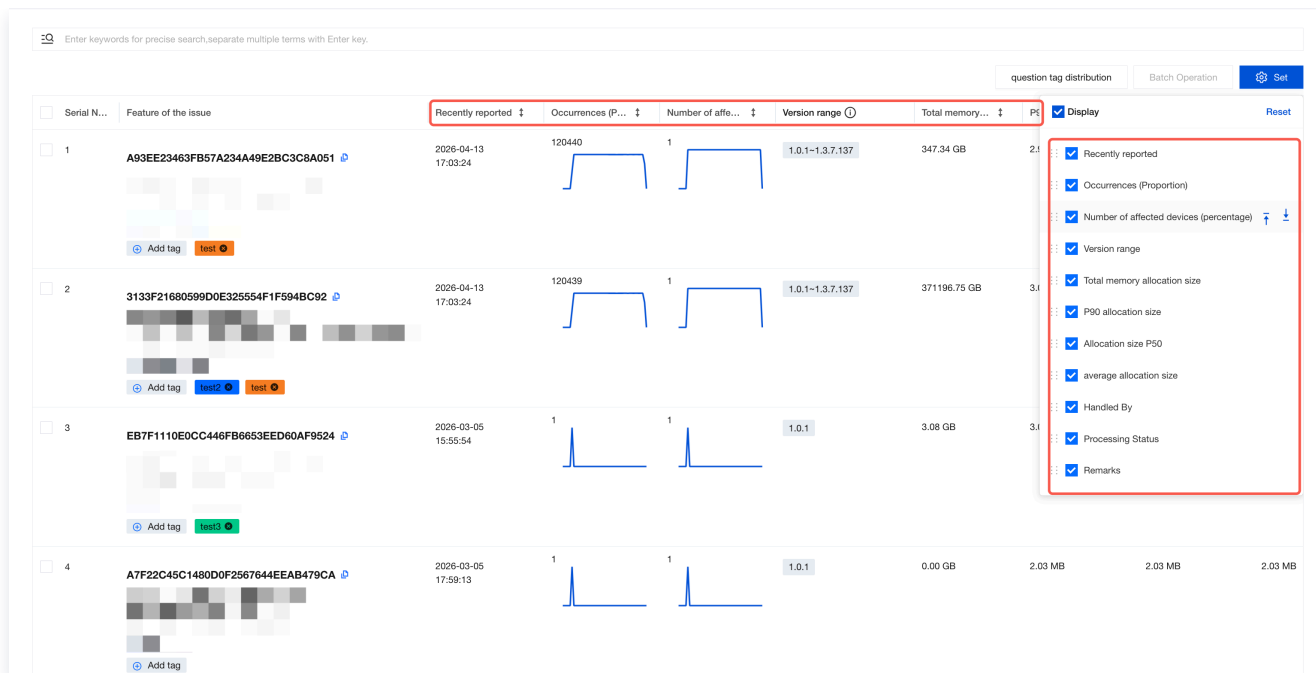 Enter keywords for precise search,separate multiple terms with Enter key.
question tag distribution Batch Operation Set
Serial N... Feature of the issue Recently reported Occurrences (P... Number of affe... Version range Total memory... Display Reset
1 A93EE23463FB57A234A49E2BC3C8A051 2026-04-13 120440 1 1.0.1~1.3.7.137 347.34 GB
17:03:24
Add tag test
2 3133F21680599D0E325554F1F594BC92 2026-04-13 120439 1 1.0.1~1.3.7.137 371196.75 GB
17:03:24
Add tag test2 test
3 EB7F1110E0CC446FB6653EED60AF9524 2026-03-05 1 1 1.0.1 3.08 GB
15:55:54
Add tag test3
4 A7F22C45C1480D0F2567644EEAB479CA 2026-03-05 1 1 1.0.1 0.00 GB 2.03 MB 2.03 MB 2.03 MB
17:59:13
Add tag
Recently reported
Occurrences (Proportion)
Number of affected devices (percentage)
Version range
Total memory allocation size
P90 allocation size
Allocation size P50
average allocation size
Handled By
Processing Status
Remarks